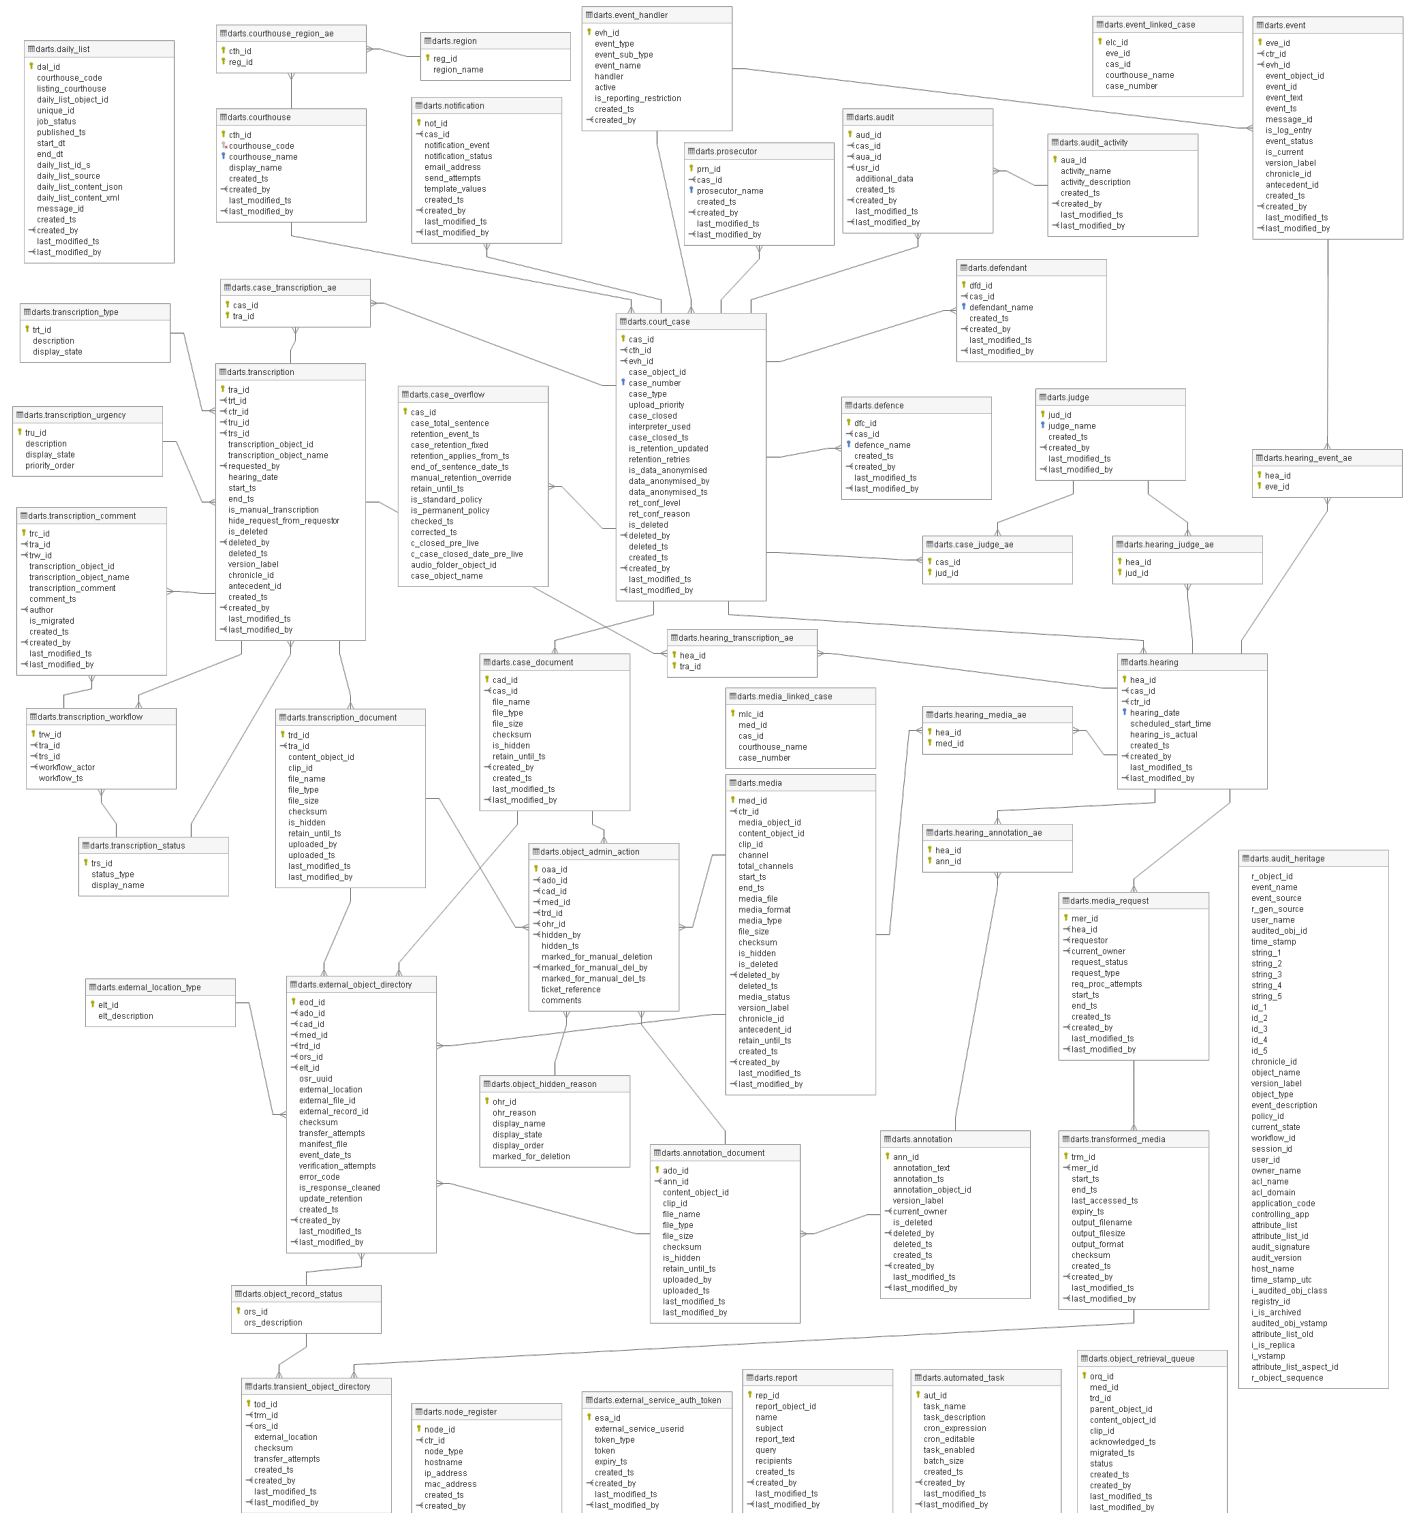 darts.daily_list
dal_id
courthouse_code
listing_courthouse
daily_list_object_id
unique_id
job_status
published_ts
start_dt
end_dt
daily_list_id_s
daily_list_source
daily_list_content_json
daily_list_content_xml
message_id
created_ts
created_by
last_modified_ts
last_modified_by
darts.courthouse_region_ae
cth_id
reg_id
darts.region
reg_id
region_name
darts.courthouse
cth_id
courthouse_code
courthouse_name
display_name
created_ts
created_by
last_modified_ts
last_modified_by
darts.notification
not_id
cas_id
notification_event
notification_status
email_address
send_attempts
template_values
created_ts
created_by
last_modified_ts
last_modified_by
darts.event_handler
evh_id
event_type
event_sub_type
event_name
handler
active
is_reporting_restriction
created_ts
created_by
darts.prosecutor
prn_id
cas_id
prosecutor_name
created_ts
created_by
last_modified_ts
last_modified_by
darts.audit
aud_id
cas_id
aua_id
usr_id
additional_data
created_ts
created_by
last_modified_ts
last_modified_by
darts.audit_activity
aua_id
activity_name
activity_description
created_ts
created_by
last_modified_ts
last_modified_by
darts.event_linked_case
elc_id
eve_id
cas_id
courthouse_name
case_number
darts.event
eve_id
ctr_id
evh_id
event_object_id
event_id
event_text
event_ts
message_id
is_log_entry
event_status
is_current
version_label
chronicle_id
antecedent_id
created_ts
created_by
last_modified_ts
last_modified_by
darts.transcription_type
trt_id
description
display_state
darts.case_transcription_ae
cas_id
tra_id
darts.transcription_urgency
tru_id
description
display_state
priority_order
darts.transcription
tra_id
trt_id
ctr_id
tru_id
trs_id
transcription_object_id
transcription_object_name
requested_by
hearing_date
start_ts
end_ts
is_manual_transcription
hide_request_from_requestor
is_deleted
deleted_by
deleted_ts
version_label
chronicle_id
antecedent_id
created_ts
created_by
last_modified_ts
last_modified_by
darts.case_overflow
cas_id
case_total_sentence
retention_event_ts
case_retention_fixed
retention_applies_from_ts
end_of_sentence_date_ts
manual_retention_override
retain_until_ts
is_standard_policy
is_permanent_policy
checked_ts
corrected_ts
c_closed_pre_live
c_case_closed_date_pre_live
audio_folder_object_id
case_object_name
darts.court_case
cas_id
cth_id
evh_id
case_object_id
case_number
case_type
upload_priority
case_closed
interpreter_used
case_closed_ts
is_retention_updated
retention_retries
is_data_anonymised
data_anonymised_by
data_anonymised_ts
ret_conf_level
ret_conf_reason
is_deleted
deleted_by
deleted_ts
created_ts
created_by
last_modified_ts
last_modified_by
darts.defendant
dfd_id
cas_id
defendant_name
created_ts
created_by
last_modified_ts
last_modified_by
darts.defence
dfc_id
cas_id
defence_name
created_ts
created_by
last_modified_ts
last_modified_by
darts.judge
jud_id
judge_name
created_ts
created_by
last_modified_ts
last_modified_by
darts.hearing_event_ae
hea_id
eve_id
darts.case_judge_ae
cas_id
jud_id
darts.hearing_judge_ae
hea_id
jud_id
darts.transcription_comment
trc_id
tra_id
trw_id
transcription_object_id
transcription_object_name
transcription_comment
comment_ts
author
is_migrated
created_ts
created_by
last_modified_ts
last_modified_by
darts.hearing_transcription_ae
hea_id
tra_id
darts.case_document
cad_id
cas_id
file_name
file_type
file_size
checksum
is_hidden
retain_until_ts
created_by
created_ts
last_modified_ts
last_modified_by
darts.hearing
hea_id
cas_id
ctr_id
hearing_date
scheduled_start_time
hearing_is_actual
created_ts
created_by
last_modified_ts
last_modified_by
darts.transcription_workflow
trw_id
tra_id
trs_id
workflow_actor
workflow_ts
darts.transcription_document
trd_id
tra_id
content_object_id
clip_id
file_name
file_type
file_size
checksum
is_hidden
retain_until_ts
uploaded_by
uploaded_ts
last_modified_ts
last_modified_by
darts.media_linked_case
mlc_id
med_id
cas_id
courthouse_name
case_number
darts.hearing_media_ae
hea_id
med_id
darts.media
med_id
ctr_id
media_object_id
content_object_id
clip_id
channel
total_channels
start_ts
end_ts
media_file
media_format
media_type
file_size
checksum
is_hidden
is_deleted
deleted_by
deleted_ts
media_status
version_label
chronicle_id
antecedent_id
retain_until_ts
created_ts
created_by
last_modified_ts
last_modified_by
darts.transcription_status
trs_id
status_type
display_name
darts.object_admin_action
oaa_id
ado_id
cad_id
med_id
trd_id
ohr_id
hidden_by
hidden_ts
marked_for_manual_deletion
marked_for_manual_del_by
marked_for_manual_del_ts
ticket_reference
comments
darts.hearing_annotation_ae
hea_id
ann_id
darts.media_request
mer_id
hea_id
requestor
current_owner
request_status
request_type
req_proc_attempts
start_ts
end_ts
created_ts
created_by
last_modified_ts
last_modified_by
darts.audit_heritage
r_object_id
event_name
event_source
r_gen_source
user_name
audited_obj_id
time_stamp
string_1
string_2
string_3
string_4
string_5
id_1
id_2
id_3
id_4
id_5
chronicle_id
object_name
version_label
object_type
event_description
policy_id
current_state
workflow_id
session_id
user_id
owner_name
acl_name
acl_domain
application_code
controlling_app
attribute_list
attribute_list_id
audit_signature
audit_version
host_name
time_stamp_utc
i_audited_obj_class
registry_id
i_is_archived
audited_obj_vstamp
attribute_list_old
i_is_replica
i_vstamp
attribute_list_aspect_id
r_object_sequence
darts.external_location_type
elt_id
elt_description
darts.external_object_directory
eod_id
ado_id
cad_id
med_id
trd_id
ors_id
elt_id
osr_uuid
external_location
external_file_id
external_record_id
checksum
transfer_attempts
manifest_file
event_date_ts
verification_attempts
error_code
is_response_cleaned
update_retention
created_ts
created_by
last_modified_ts
last_modified_by
darts.object_hidden_reason
ohr_id
ohr_reason
display_name
display_state
display_order
marked_for_deletion
darts.annotation_document
ado_id
ann_id
content_object_id
clip_id
file_name
file_type
file_size
checksum
is_hidden
retain_until_ts
uploaded_by
uploaded_ts
last_modified_ts
last_modified_by
darts.annotation
ann_id
annotation_text
annotation_ts
annotation_object_id
version_label
current_owner
is_deleted
deleted_by
deleted_ts
created_ts
created_by
last_modified_ts
last_modified_by
darts.transformed_media
trm_id
mer_id
start_ts
end_ts
last_accessed_ts
expiry_ts
output_filename
output_filesize
output_format
checksum
created_ts
created_by
last_modified_ts
last_modified_by
darts.object_record_status
ors_id
ors_description
darts.transient_object_directory
tod_id
trm_id
ors_id
external_location
checksum
transfer_attempts
created_ts
created_by
last_modified_ts
last_modified_by
darts.node_register
node_id
ctr_id
node_type
hostname
ip_address
mac_address
created_ts
created_by
darts.external_service_auth_token
esa_id
external_service_userid
token_type
token
expiry_ts
created_ts
created_by
last_modified_ts
last_modified_by
darts.report
rep_id
report_object_id
name
subject
report_text
query
recipients
created_ts
created_by
last_modified_ts
last_modified_by
darts.automated_task
aut_id
task_name
task_description
cron_expression
cron_editable
task_enabled
batch_size
created_ts
created_by
last_modified_ts
last_modified_by
darts.object_retrieval_queue
orq_id
med_id
trd_id
parent_object_id
content_object_id
clip_id
acknowledged_ts
migrated_ts
status
created_ts
created_by
last_modified_ts
last_modified_by